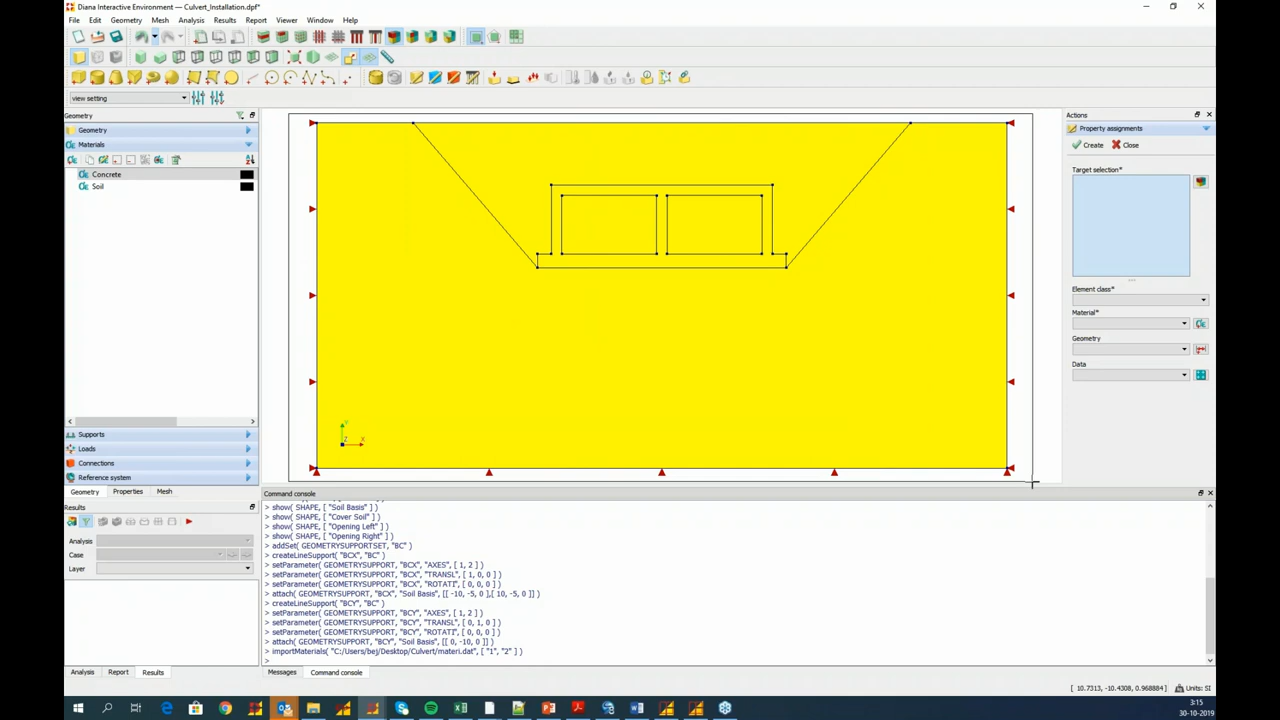 Diana Interactive Environment — Culvert_Installation.dpf*
File Edit Geometry Mesh Analysis Results Report Viewer Window Help
view setting
Geometry
Geometry
Materials
Concrete
Soil
Supports
Loads
Connections
Reference system
Geometry Properties Mesh
Results
Analysis
Case
Layer
Analysis Report Results
Y
Z X
Actions
Property assignments
Create Close
Target selection*
Element class*
Material*
Geometry
Data
Command console
> show( SHAPE, [ "Soil Basis" ] )
> show( SHAPE, [ "Cover Soil" ] )
> show( SHAPE, [ "Opening Left" ] )
> show( SHAPE, [ "Opening Right" ] )
> addSet( GEOMETRYSUPPORTSET, "BC" )
> createLineSupport( "BCX", "BC" )
> setParameter( GEOMETRYSUPPORT, "BCX", "AXES", [ 1, 2 ] )
> setParameter( GEOMETRYSUPPORT, "BCX", "TRANSL", [ 1, 0, 0 ] )
> setParameter( GEOMETRYSUPPORT, "BCX", "ROTATI", [ 0, 0, 0 ] )
> attach( GEOMETRYSUPPORT, "BCX", "Soil Basis", [[ -10, -5, 0 ],[ 10, -5, 0 ]] )
> createLineSupport( "BCY", "BC" )
> setParameter( GEOMETRYSUPPORT, "BCY", "AXES", [ 1, 2 ] )
> setParameter( GEOMETRYSUPPORT, "BCY", "TRANSL", [ 0, 1, 0 ] )
> setParameter( GEOMETRYSUPPORT, "BCY", "ROTATI", [ 0, 0, 0 ] )
> attach( GEOMETRYSUPPORT, "BCY", "Soil Basis", [[ 0, -10, 0 ]] )
> importMaterials( "C:/Users/bej/Desktop/Culvert/materi.dat", [ "1", "2" ] )
>
Messages Command console
[ 10.7313, -10.4308, 0.968884 ] Units: SI
3:15
30-10-2019